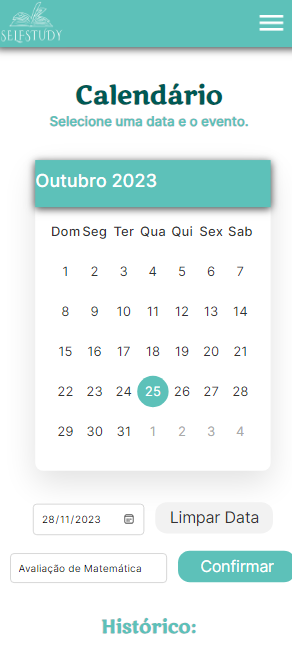 SELFSTUDY
Calendário
Selecione uma data e o evento.
Outubro 2023
Dom Seg Ter Qua Qui Sex Sab
1 2 3 4 5 6 7
8 9 10 11 12 13 14
15 16 17 18 19 20 21
22 23 24 25 26 27 28
29 30 31 1 2 3 4
28/11/2023 Limpar Data
Avaliação de Matemática Confirmar
Histórico: